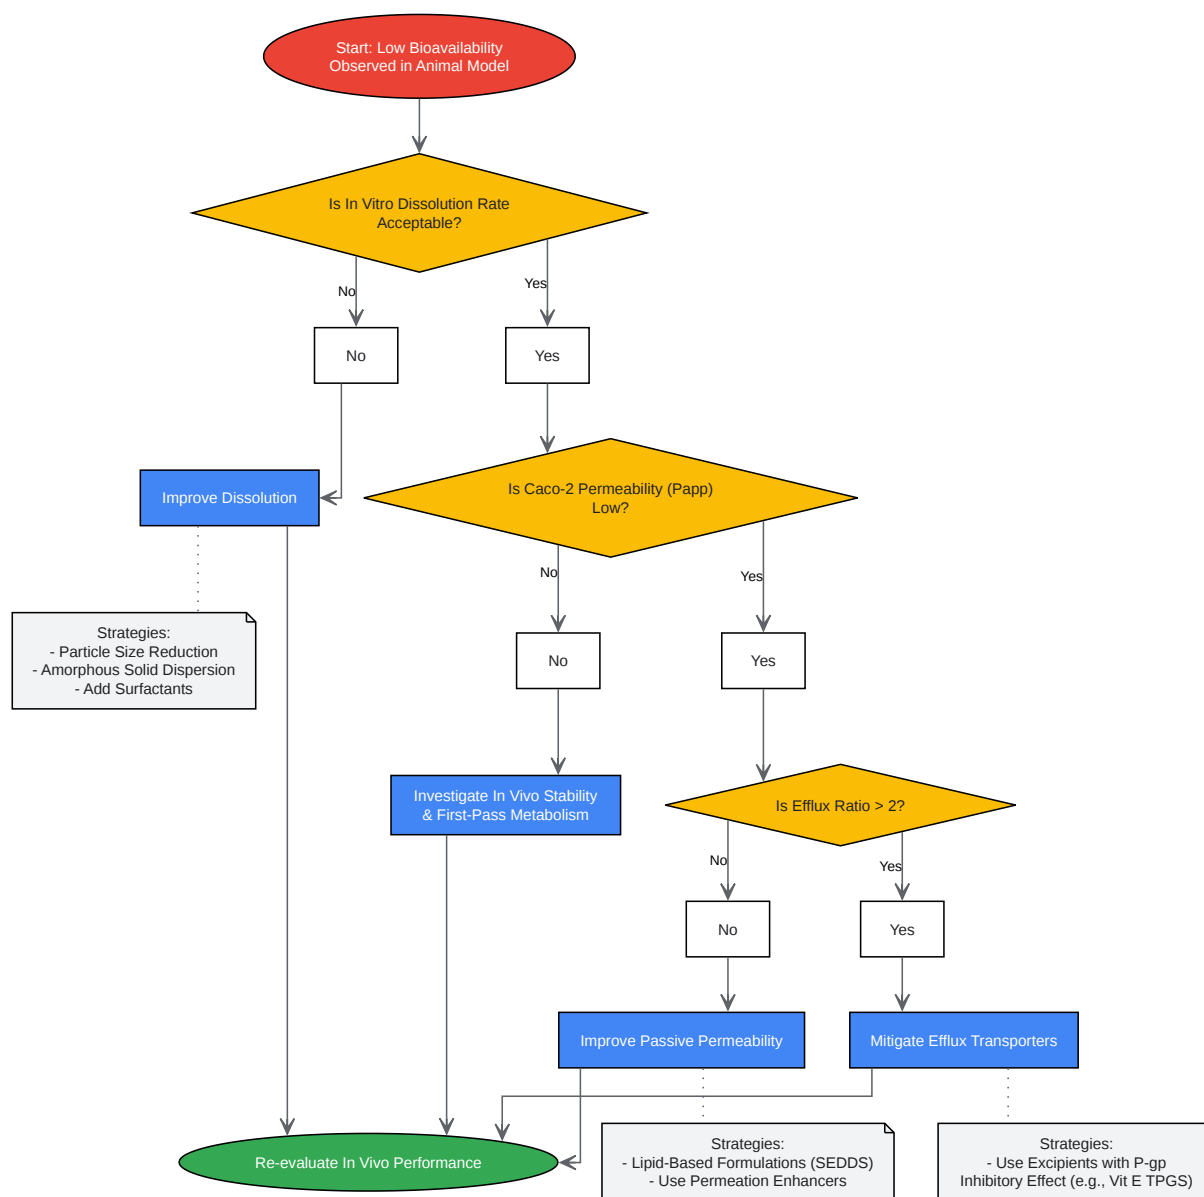 Start: Low Bioavailability
Observed in Animal Model
Is In Vitro Dissolution Rate
Acceptable?
No
Yes
No
Yes
Improve Dissolution
Is Caco-2 Permeability (Papp)
Low?
No
Yes
Strategies:
- Particle Size Reduction
- Amorphous Solid Dispersion
- Add Surfactants
No
Yes
Investigate In Vivo Stability
& First-Pass Metabolism
Is Efflux Ratio > 2?
No
Yes
No
Yes
Improve Passive Permeability
Mitigate Efflux Transporters
Re-evaluate In Vivo Performance
Strategies:
- Lipid-Based Formulations (SEDDS)
- Use Permeation Enhancers
Strategies:
- Use Excipients with P-gp
Inhibitory Effect (e.g., Vit E TPGS)